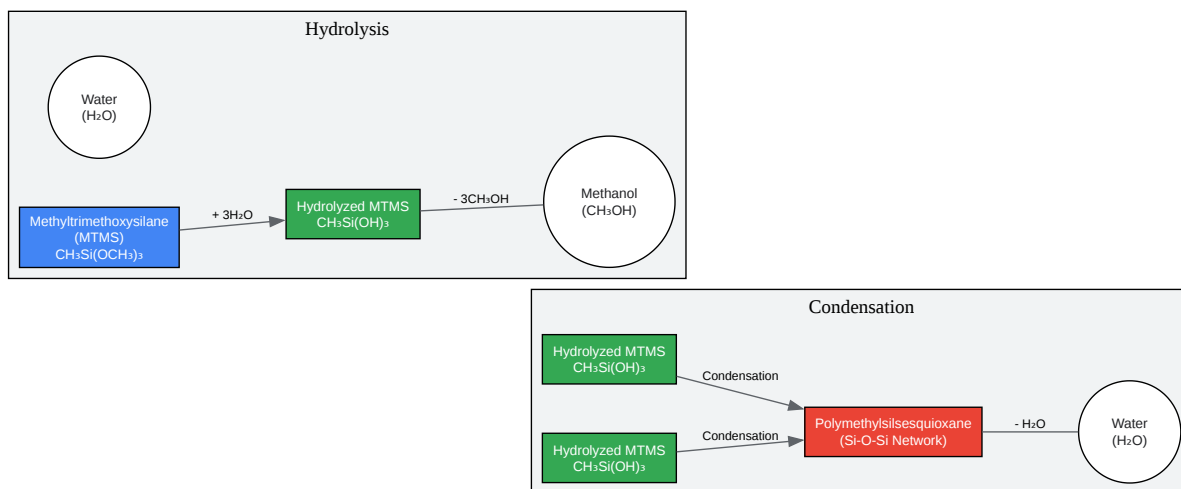 Hydrolysis
Water
(H₂O)
Methyltrimethoxysilane
(MTMS)
CH₃Si(OCH₃)₃
+ 3H₂O
Hydrolyzed MTMS
CH₃Si(OH)₃
- 3CH₃OH
Methanol
(CH₃OH)
Condensation
Hydrolyzed MTMS
CH₃Si(OH)₃
Condensation
Hydrolyzed MTMS
CH₃Si(OH)₃
Condensation
Polymethylsilsesquioxane
(Si-O-Si Network)
- H₂O
Water
(H₂O)